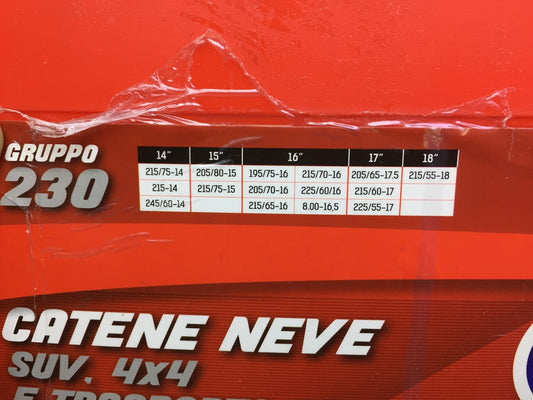 GRUPPO
230
14" 15" 16" 17" 18"
215/75-14 205/80-15 195/75-16 215/70-16 205/65-17.5 215/55-18
215-14 215/75-15 205/70-16 225/60/16 215/60-17
245/60-14 215/65-16 8.00-16,5 225/55-17
CATENE NEVE
SUV, 4x4
E